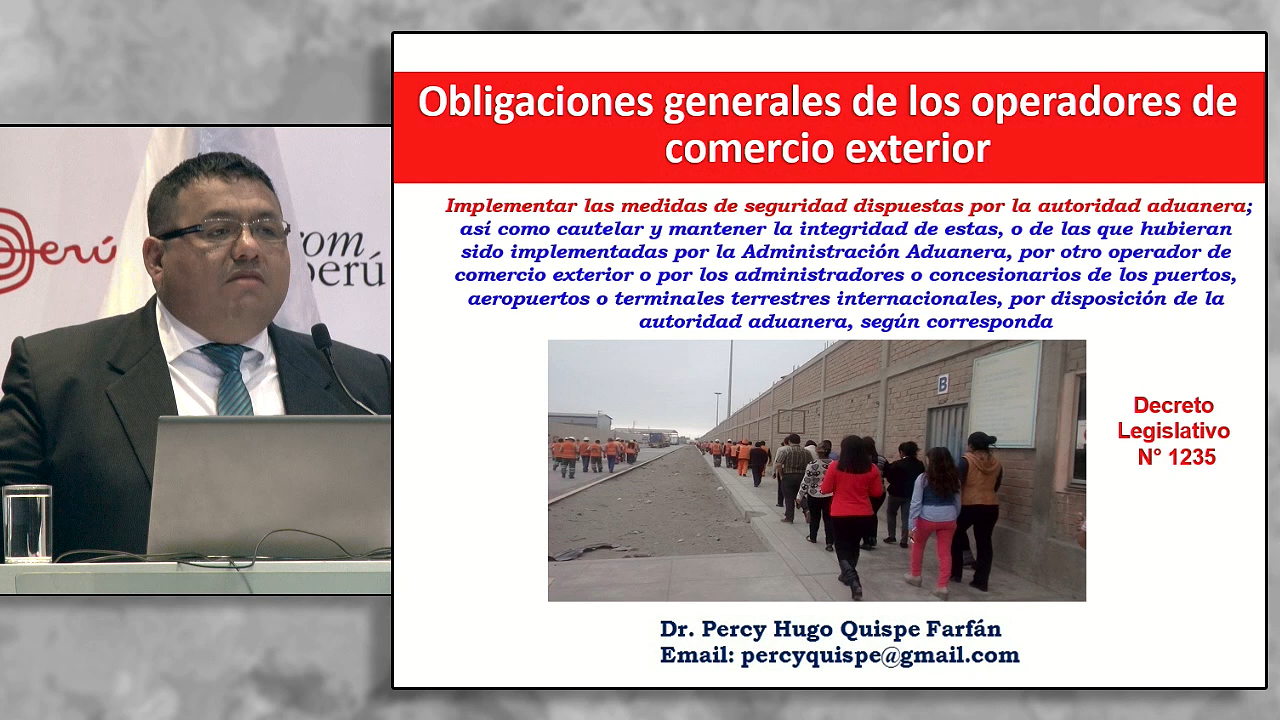 Obligaciones generales de los operadores de
comercio exterior
Implementar las medidas de seguridad dispuestas por la autoridad aduanera;
así como cautelar y mantener la integridad de estas, o de las que hubieran
sido implementadas por la Administración Aduanera, por otro operador de
comercio exterior o por los administradores o concesionarios de los puertos,
aeropuertos o terminales terrestres internacionales, por disposición de la
autoridad aduanera, según corresponda
Decreto
Legislativo
N° 1235
B
Dr. Percy Hugo Quispe Farfán
Email: percyquispe@gmail.com
Perú
rom
perú